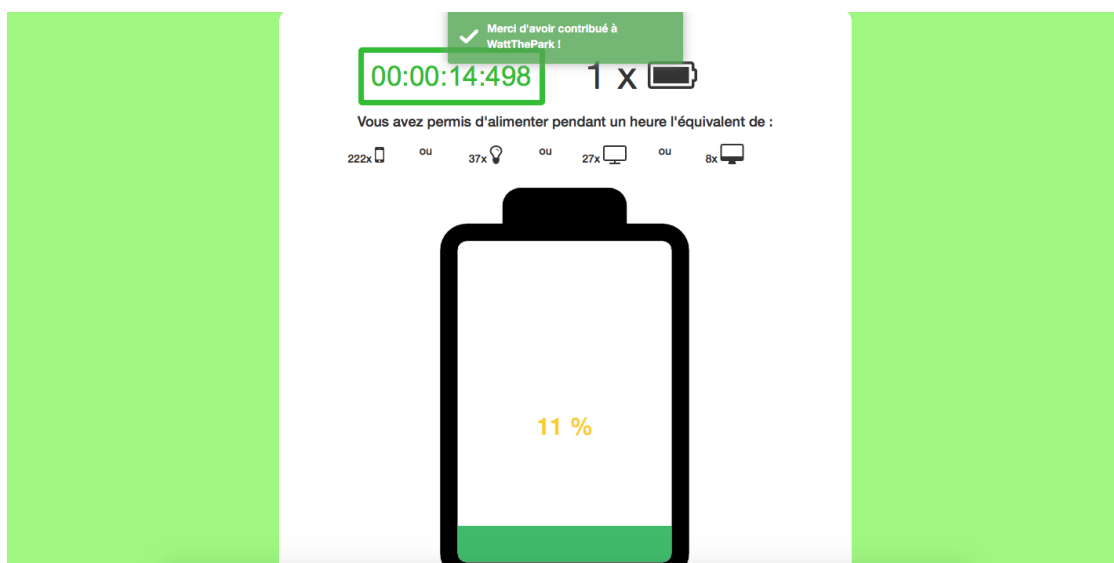 Merci d'avoir contribué à
WattThePark !
00:00:14:498
1 x
Vous avez permis d'alimenter pendant un heure l'équivalent de :
222x ou 37x ou 27x ou 8x
11 %